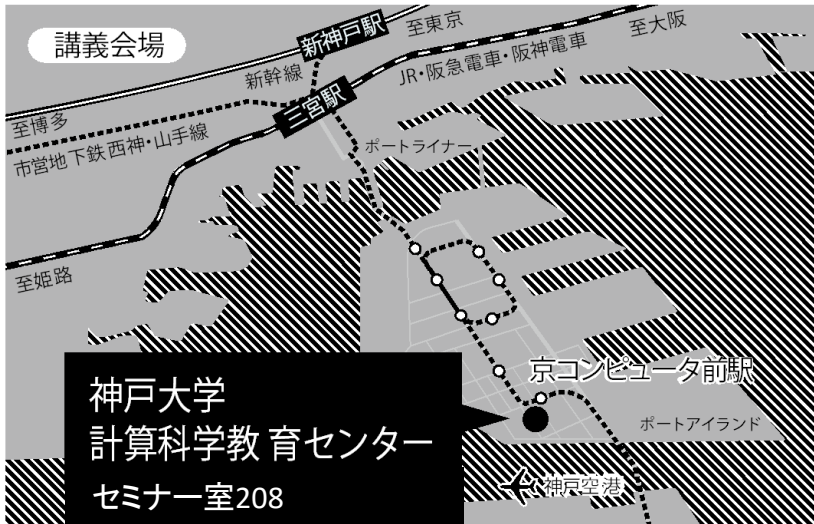 講義会場
新神戸駅
至東京
至大阪
新幹線
JR・阪急電車・阪神電車
至博多
三宮駅
市営地下鉄西神・山手線
ポートライナー
至姫路
京コンピュータ前駅
神戸大学
計算科学教育センター
セミナー室208
ポートアイランド
神戸空港